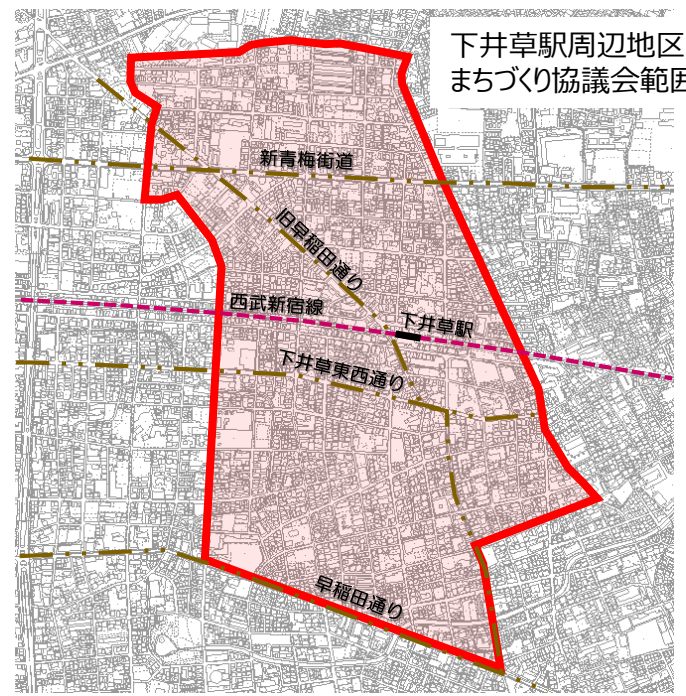 下井草駅周辺地区
まちづくり協議会範囲
新青梅街道
旧早稲田通り
西武新宿線
下井草駅
下井草東西通り
早稲田通り